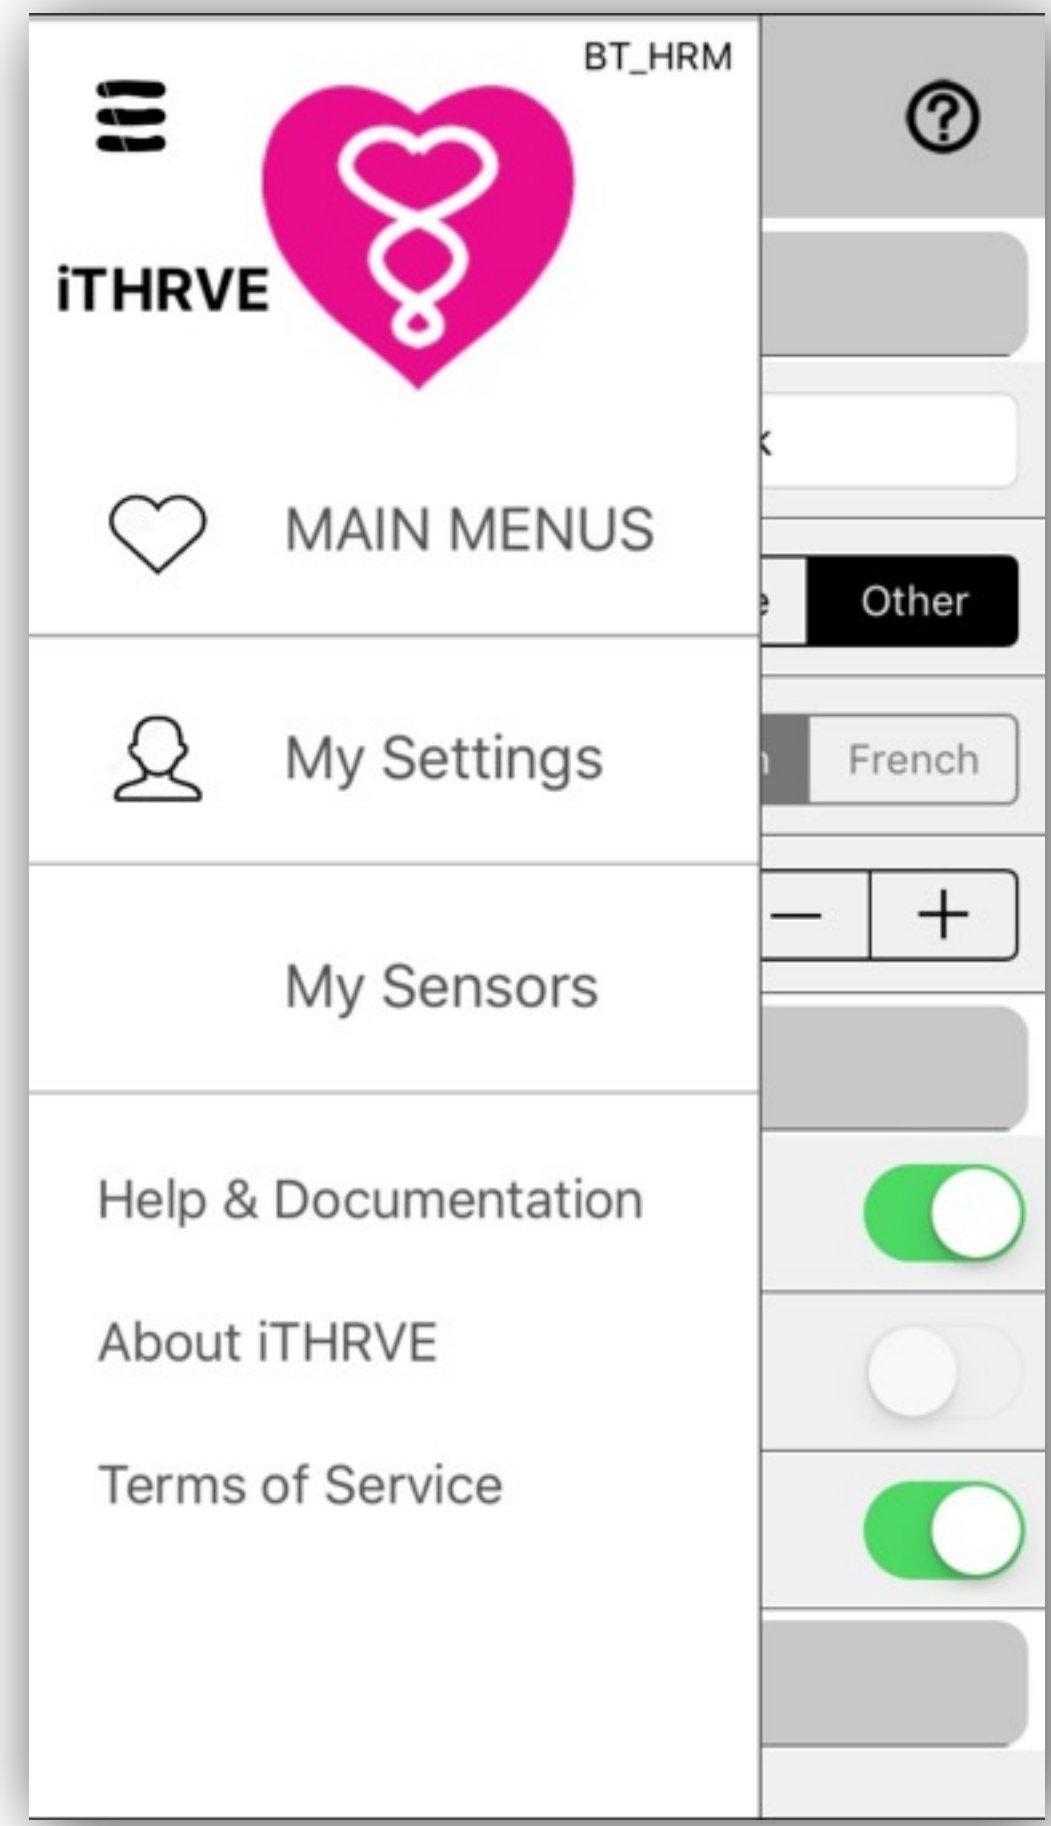 BT_HRM
iTHRVE
MAIN MENUS
Other
My Settings
French
My Sensors
Help & Documentation
About iTHRVE
Terms of Service